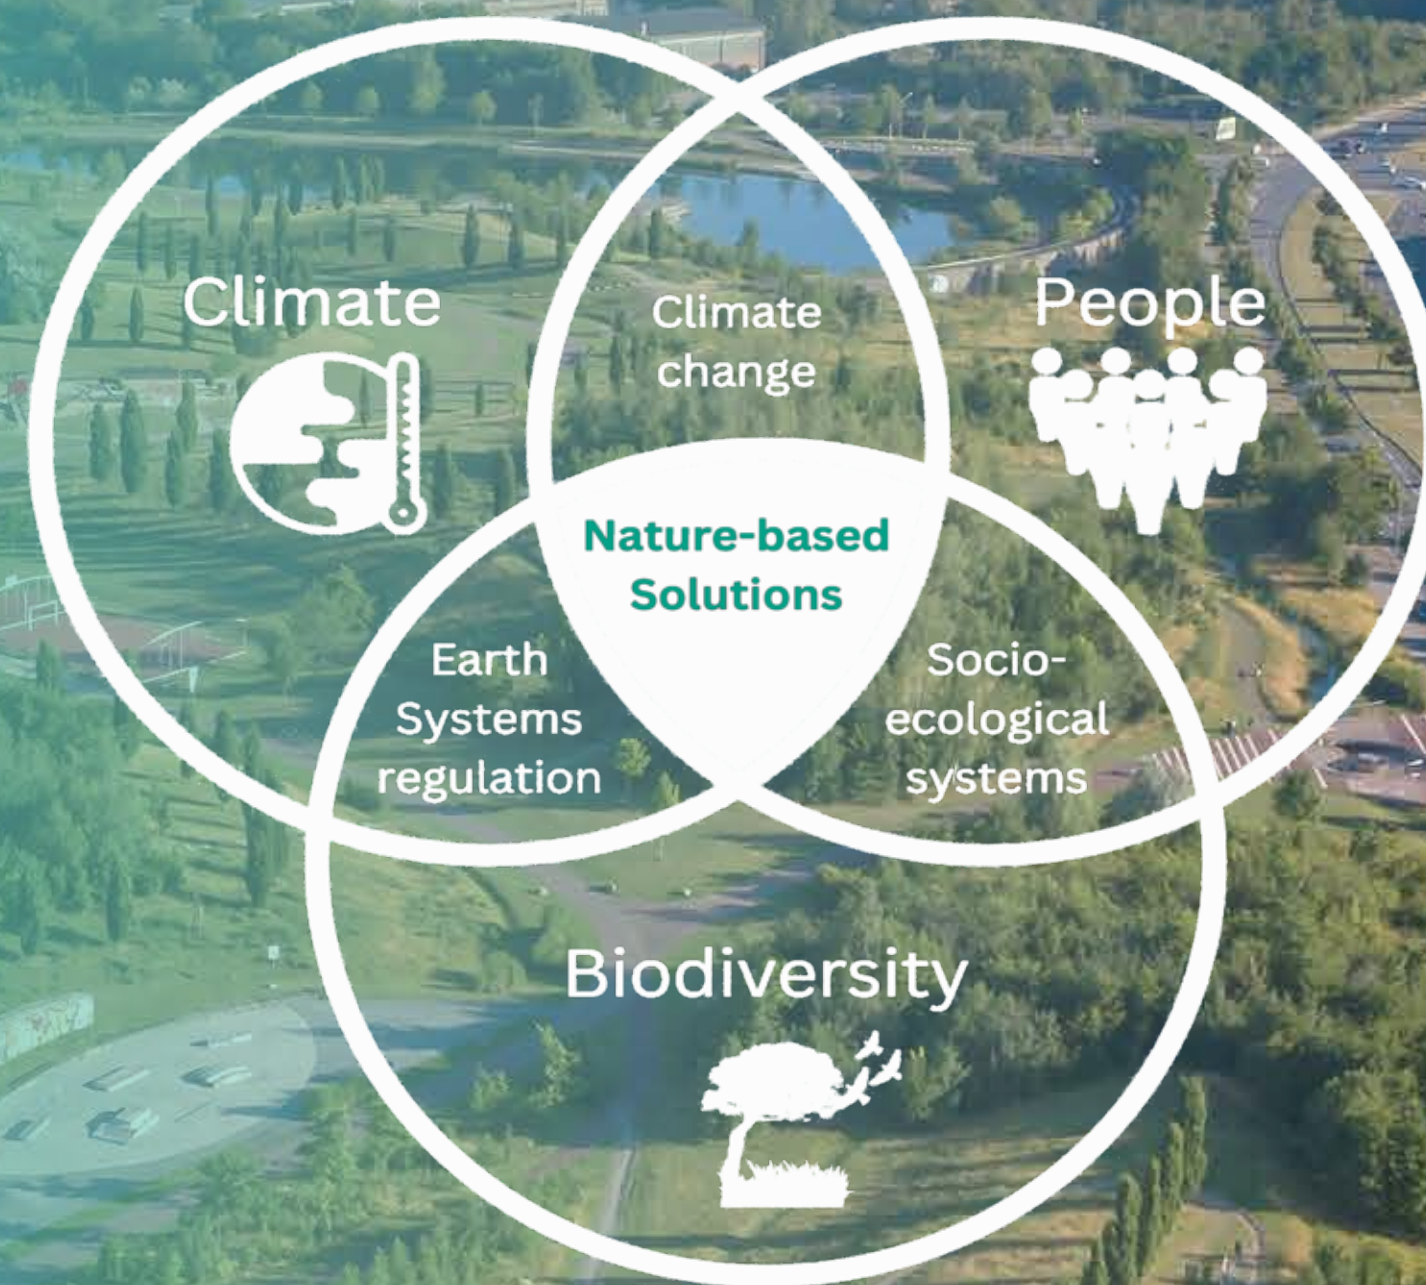 Climate
People
Climate
change
Nature-based
Solutions
Earth
Systems
regulation
Socio-
ecological
systems
Biodiversity